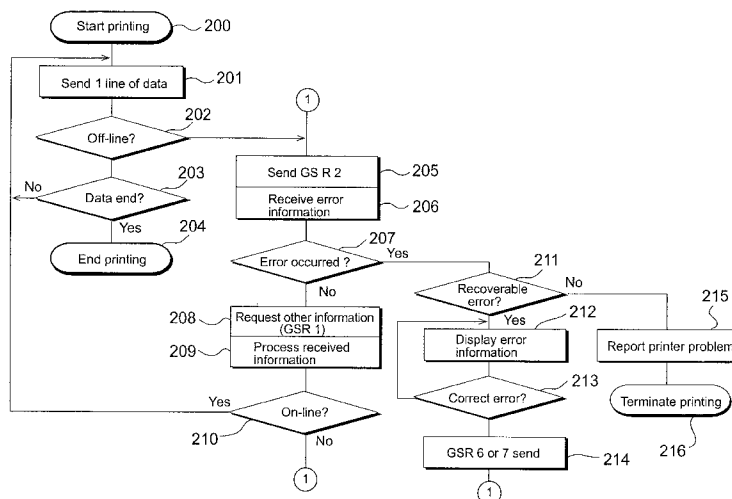 Start printing
200
Send 1 line of data
201
Off-line?
202
Data end?
203
No
Yes
End printing
204
1
Send GS R 2
205
Receive error
information
206
Error occurred ?
207
Yes
No
Request other information
(GSR 1)
208
Process received
information
209
On-line?
210
Yes
No
1
Recoverable
error?
211
No
Yes
Display error
information
212
Correct error?
213
GSR 6 or 7 send
214
1
Report printer problem
215
Terminate printing
216